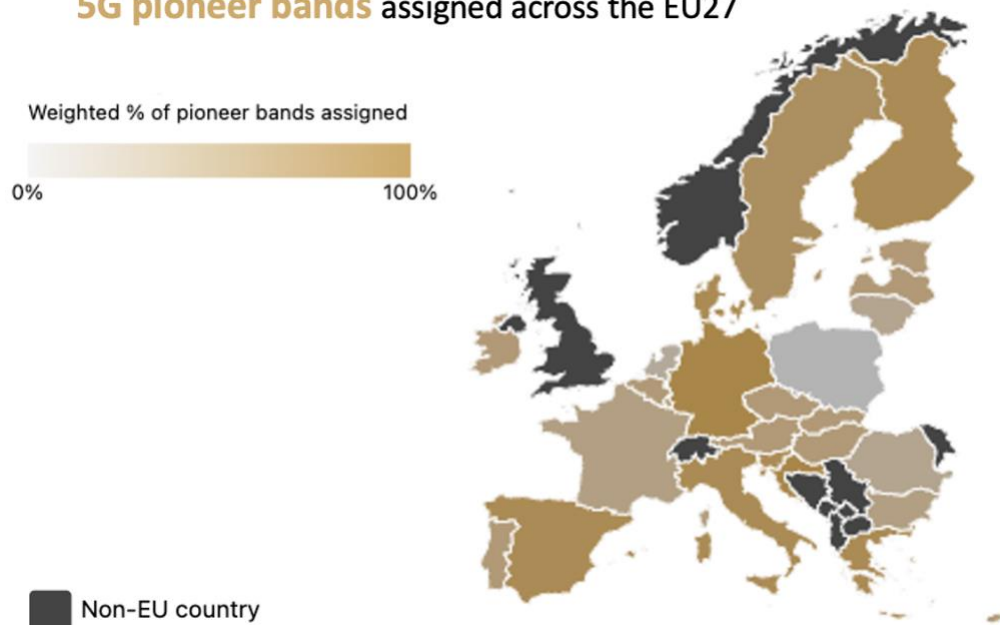 5G pioneer bands assigned across the EU27
Weighted % of pioneer bands assigned
0% 100%
Non-EU country